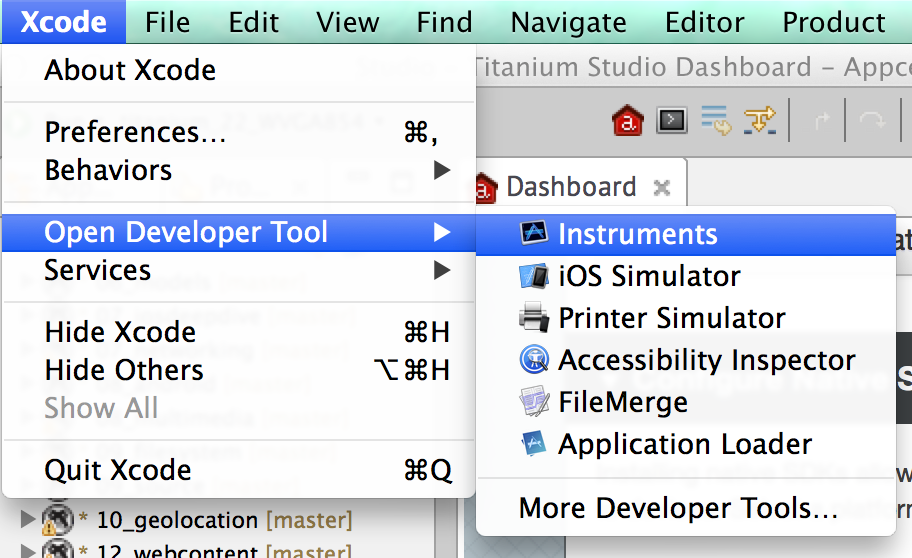 Xcode File Edit View Find Navigate Editor Product
About Xcode
Titanium Studio Dashboard – Appc
Preferences... ⌘,
Behaviors ▶
Dashboard
Open Developer Tool ▶
Instruments
Services ▶
iOS Simulator
Printer Simulator
Hide Xcode ⌘H
Accessibility Inspector
Hide Others ⌥⌘H
FileMerge
Show All
Application Loader
Quit Xcode ⌘Q
More Developer Tools...
* 10_geolocation [master]
* 12_webcontent [master]